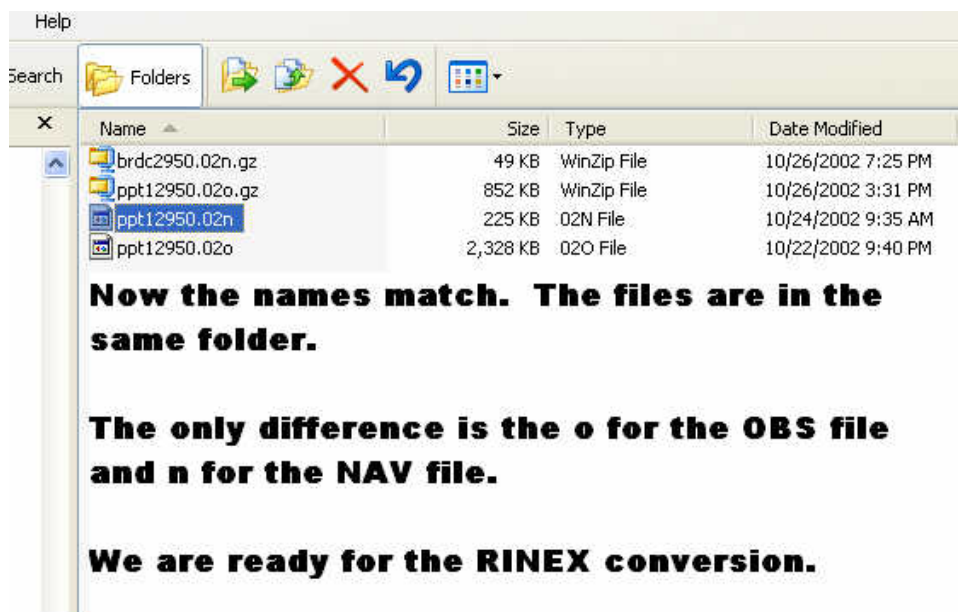 Help
Search Folders
Name Size Type Date Modified
brdc2950.02n.gz 49 KB WinZip File 10/26/2002 7:25 PM
ppt12950.02o.gz 852 KB WinZip File 10/26/2002 3:31 PM
ppt12950.02n 225 KB 02N File 10/24/2002 9:35 AM
ppt12950.02o 2,328 KB 02O File 10/22/2002 9:40 PM
Now the names match. The files are in the
same folder.
The only difference is the o for the OBS file
and n for the NAV file.
We are ready for the RINEX conversion.